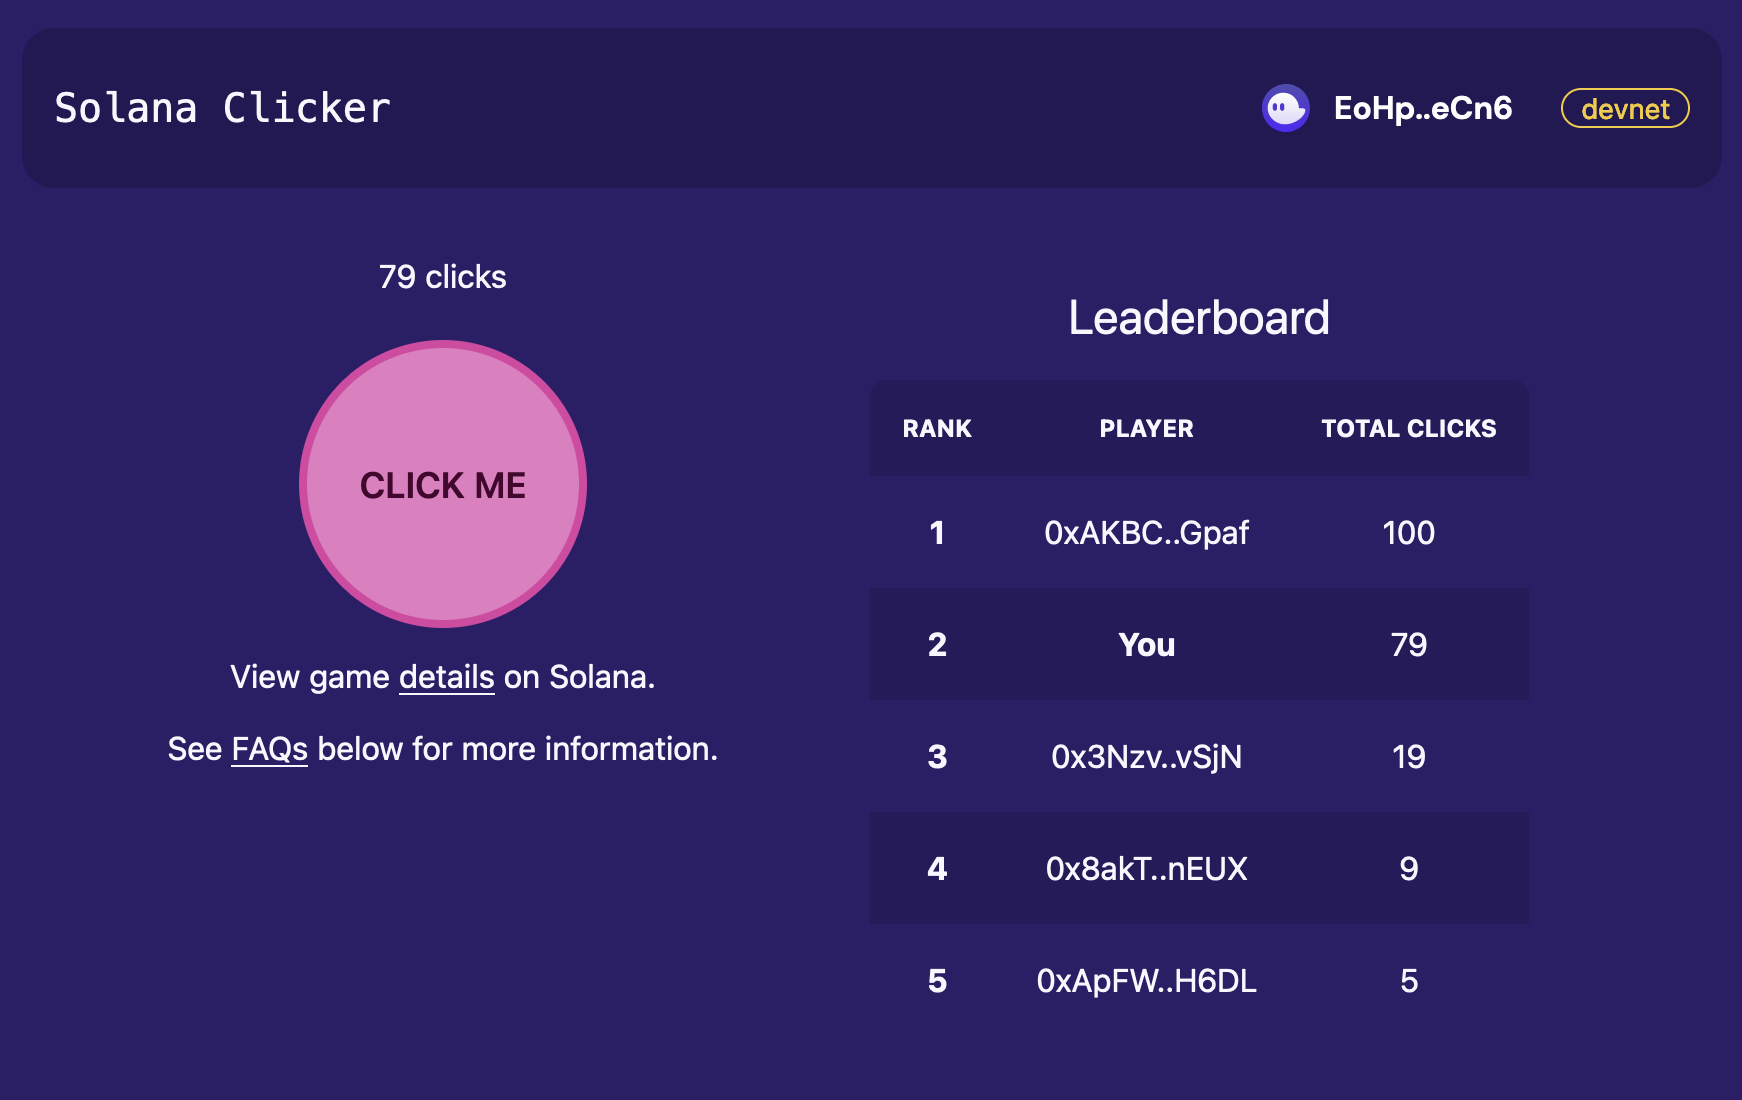 Solana Clicker
EoHp..eCn6
devnet
79 clicks
CLICK ME
View game details on Solana.
See FAQs below for more information.
Leaderboard
RANK PLAYER TOTAL CLICKS
1 0xAKBC..Gpaf 100
2 You 79
3 0x3Nzv..vSjN 19
4 0x8akT..nEUX 9
5 0xApFW..H6DL 5